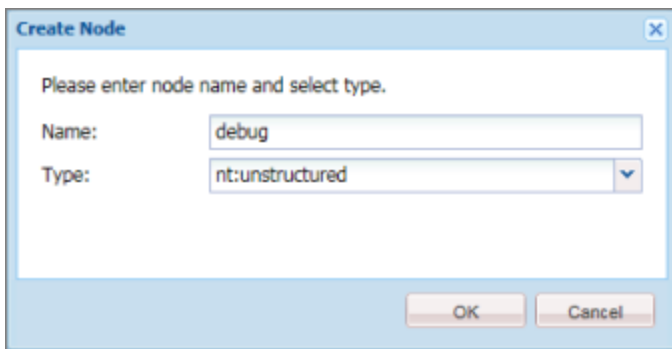 Create Node
Please enter node name and select type.
Name: debug
Type: nt:unstructured
OK Cancel